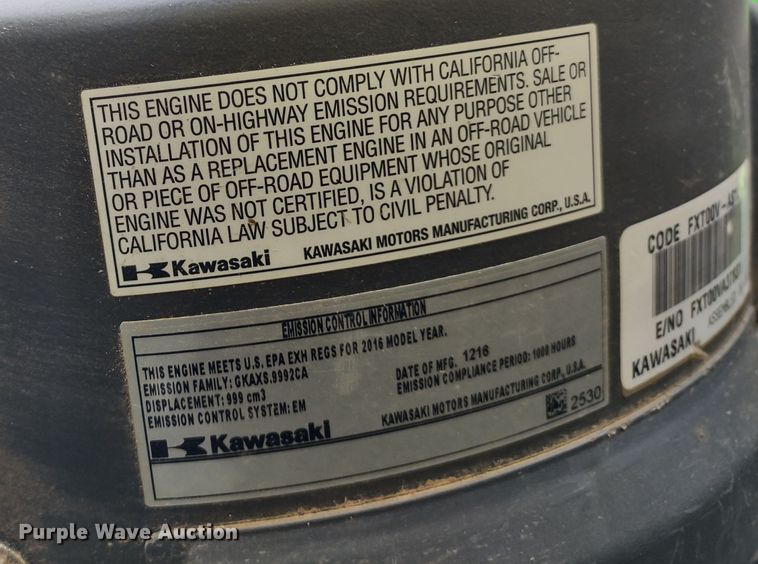 THIS ENGINE DOES NOT COMPLY WITH CALIFORNIA OFF-
ROAD OR ON-HIGHWAY EMISSION REQUIREMENTS. SALE OR
INSTALLATION OF THIS ENGINE FOR ANY PURPOSE OTHER
THAN AS A REPLACEMENT ENGINE IN AN OFF-ROAD VEHICLE
OR PIECE OF OFF-ROAD EQUIPMENT WHOSE ORIGINAL
ENGINE WAS NOT CERTIFIED, IS A VIOLATION OF
CALIFORNIA LAW SUBJECT TO CIVIL PENALTY.
Kawasaki KAWASAKI MOTORS MANUFACTURING CORP., U.S.A.
EMISSION CONTROL INFORMATION
THIS ENGINE MEETS U.S. EPA EXH REGS FOR 2016 MODEL YEAR.
EMISSION FAMILY: GKAXS.9992CA DATE OF MFG. 1216
DISPLACEMENT: 999 cm3 EMISSION COMPLIANCE PERIOD: 1000 HOURS
EMISSION CONTROL SYSTEM: EM KAWASAKI MOTORS MANUFACTURING CORP., U.S.A.
Kawasaki 2530
CODE FXT00V-AS
E/NO
KAWASAKI
Purple Wave Auction